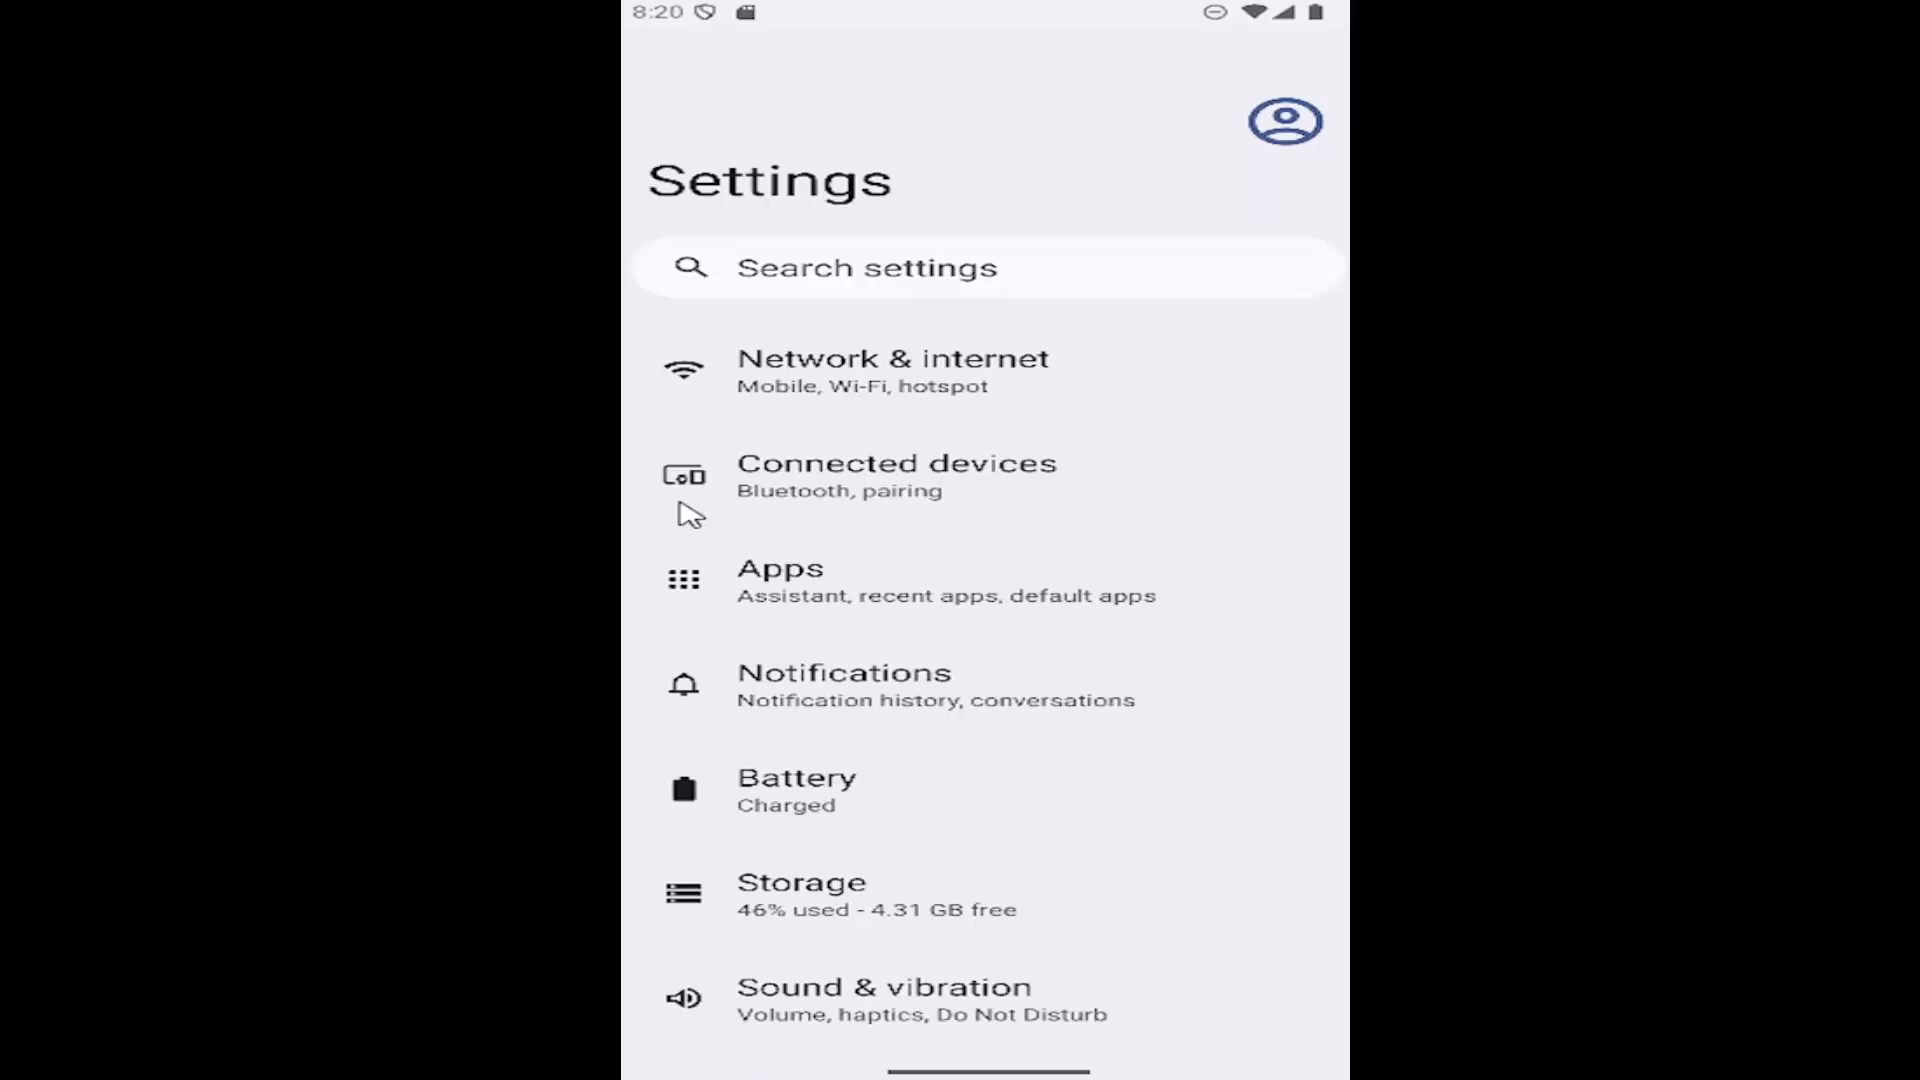 8:20
Settings
Search settings
Network & internet
Mobile, Wi-Fi, hotspot
Connected devices
Bluetooth, pairing
Apps
Assistant, recent apps, default apps
Notifications
Notification history, conversations
Battery
Charged
Storage
46% used - 4.31 GB free
Sound & vibration
Volume, haptics, Do Not Disturb